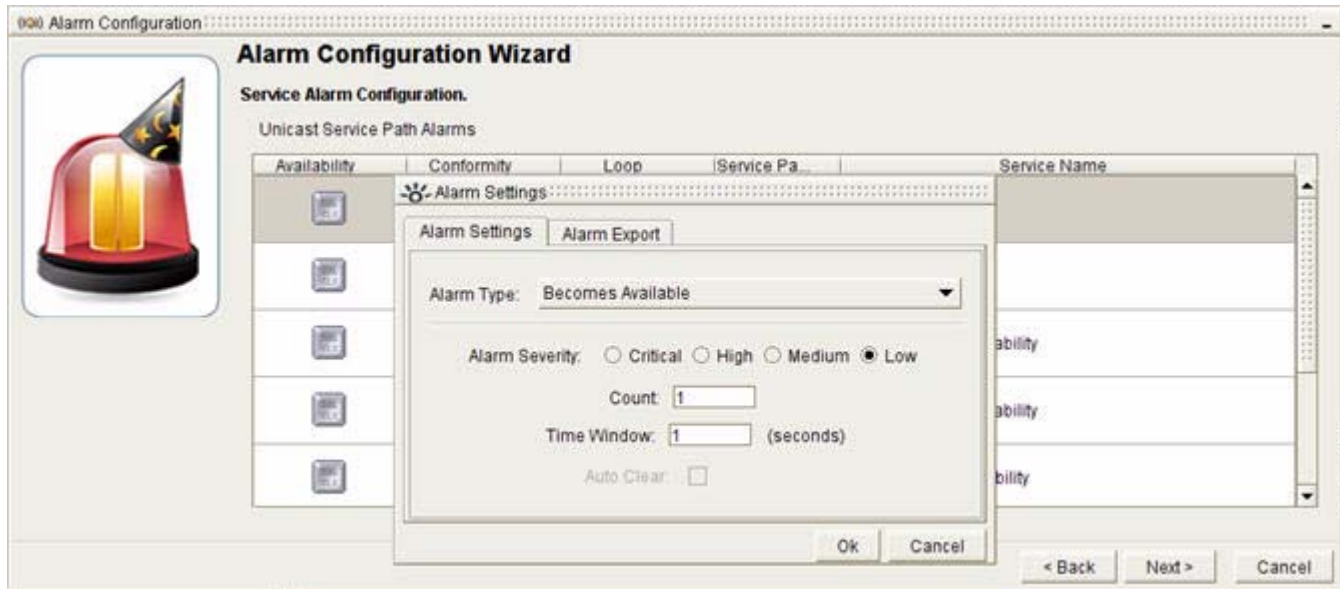 Alarm Configuration
Alarm Configuration Wizard
Service Alarm Configuration.
Unicast Service Path Alarms
Availability Conformity Loop Service Pa... Service Name
Alarm Settings
Alarm Settings Alarm Export
Alarm Type: Becomes Available
Alarm Severity: Critical High Medium Low
ability
Count: 1
ability
Time Window: 1 (seconds)
Auto Clear:
bility
Ok Cancel
< Back Next > Cancel